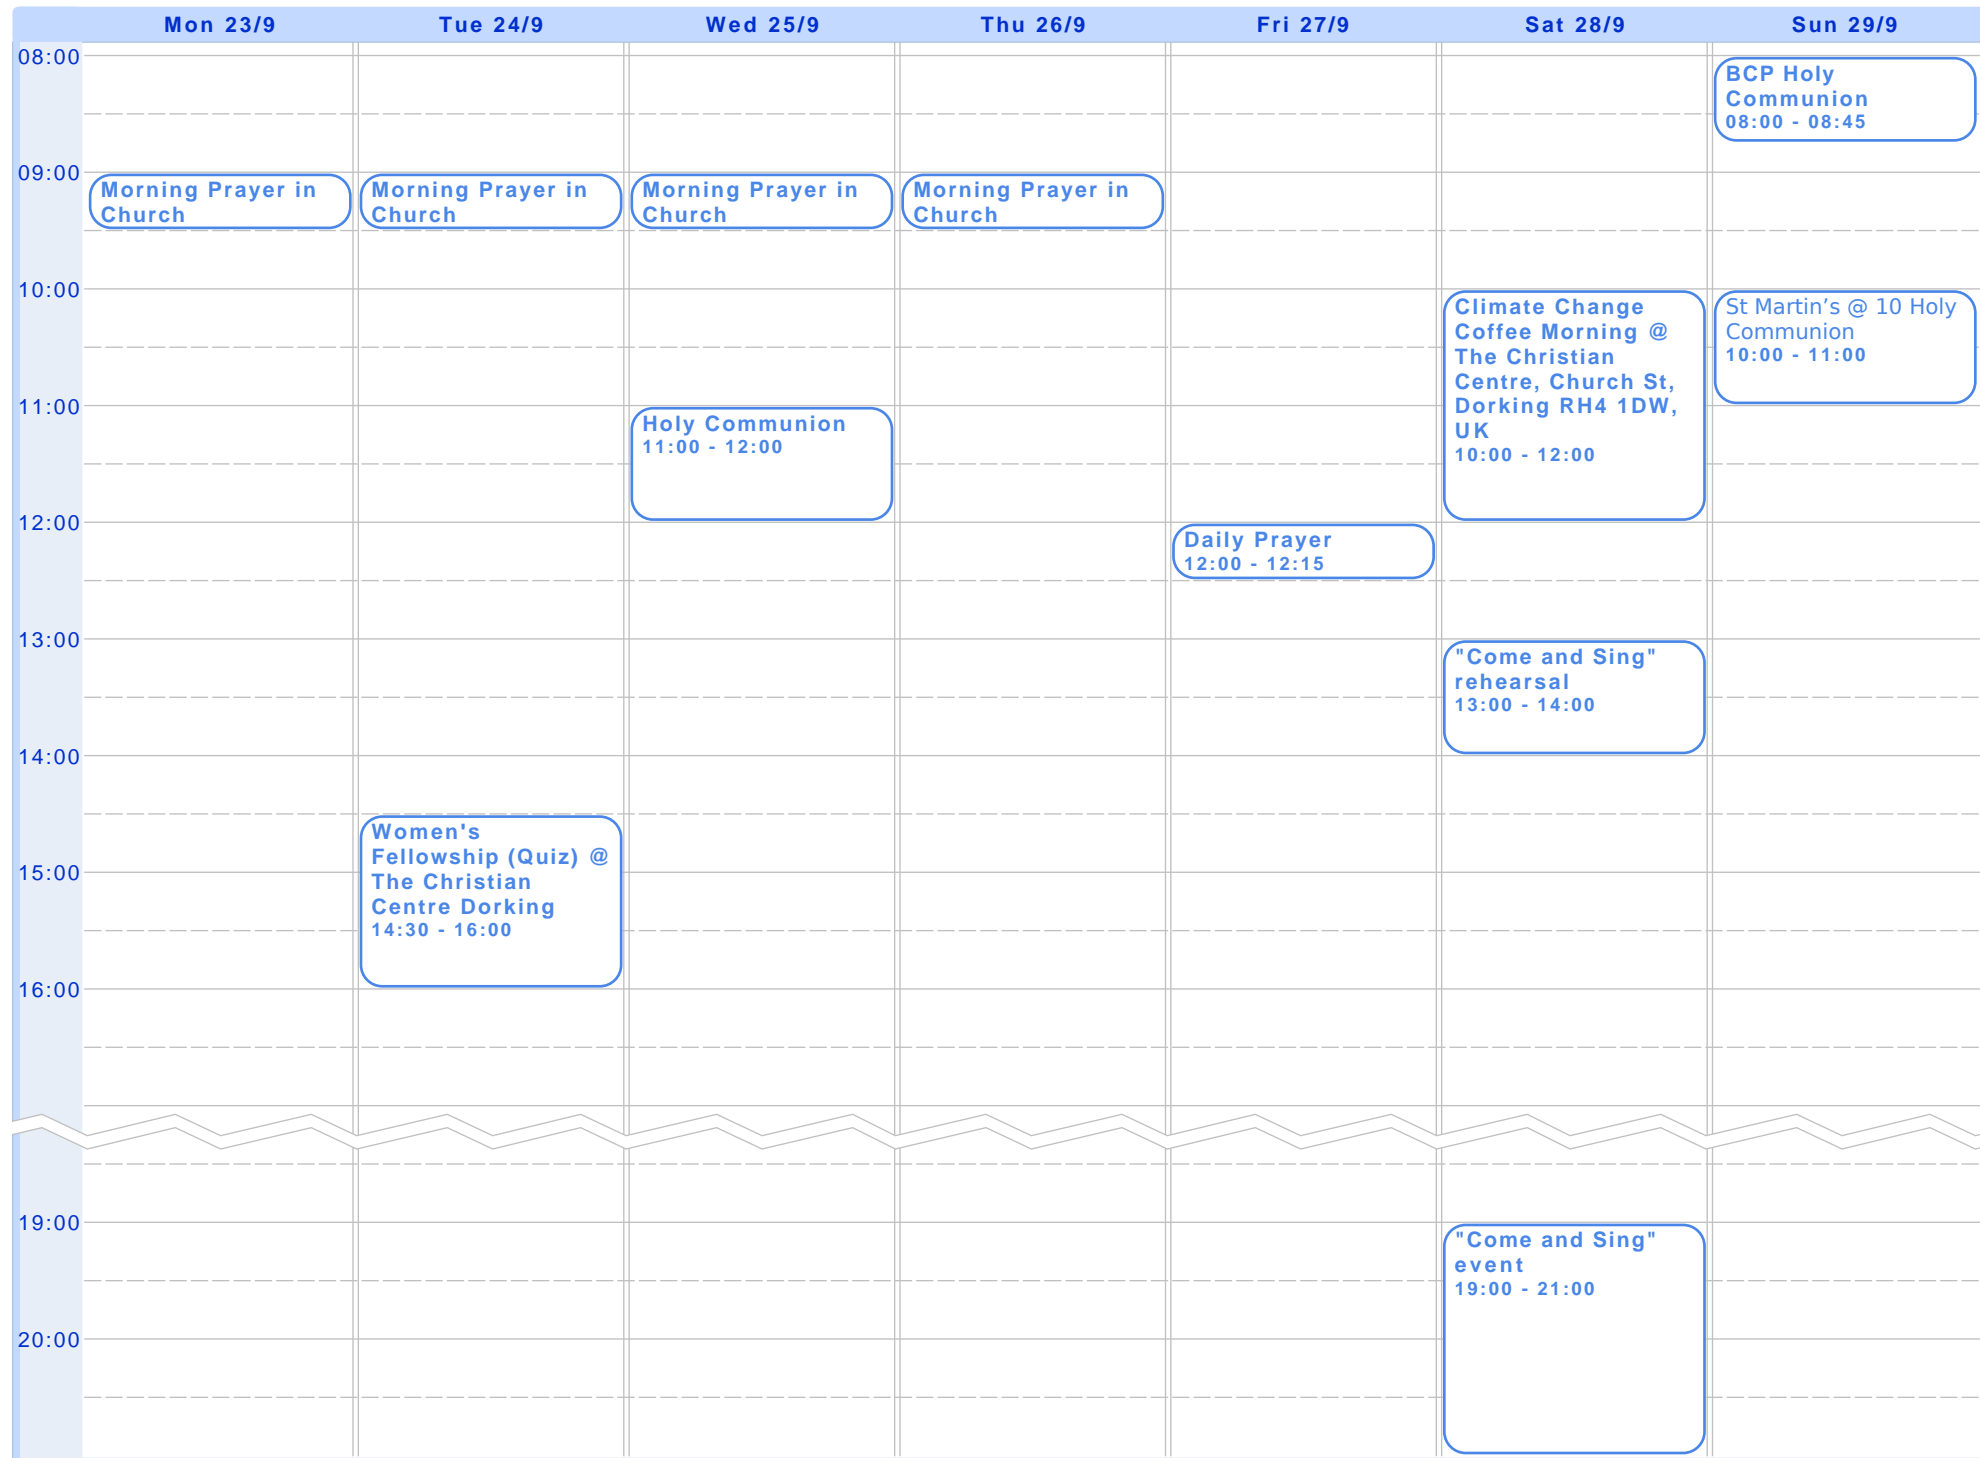 Mon 23/9
Tue 24/9
Wed 25/9
Thu 26/9
Fri 27/9
Sat 28/9
Sun 29/9
08:00
BCP Holy
Communion
08:00 - 08:45
09:00
Morning Prayer in
Church
Morning Prayer in
Church
Morning Prayer in
Church
Morning Prayer in
Church
10:00
Climate Change
Coffee Morning @
The Christian
Centre, Church St,
Dorking RH4 1DW,
UK
10:00 - 12:00
St Martin’s @ 10 Holy
Communion
10:00 - 11:00
11:00
Holy Communion
11:00 - 12:00
12:00
Daily Prayer
12:00 - 12:15
13:00
"Come and Sing"
rehearsal
13:00 - 14:00
14:00
Women's
Fellowship (Quiz) @
The Christian
Centre Dorking
14:30 - 16:00
15:00
16:00
19:00
"Come and Sing"
event
19:00 - 21:00
20:00